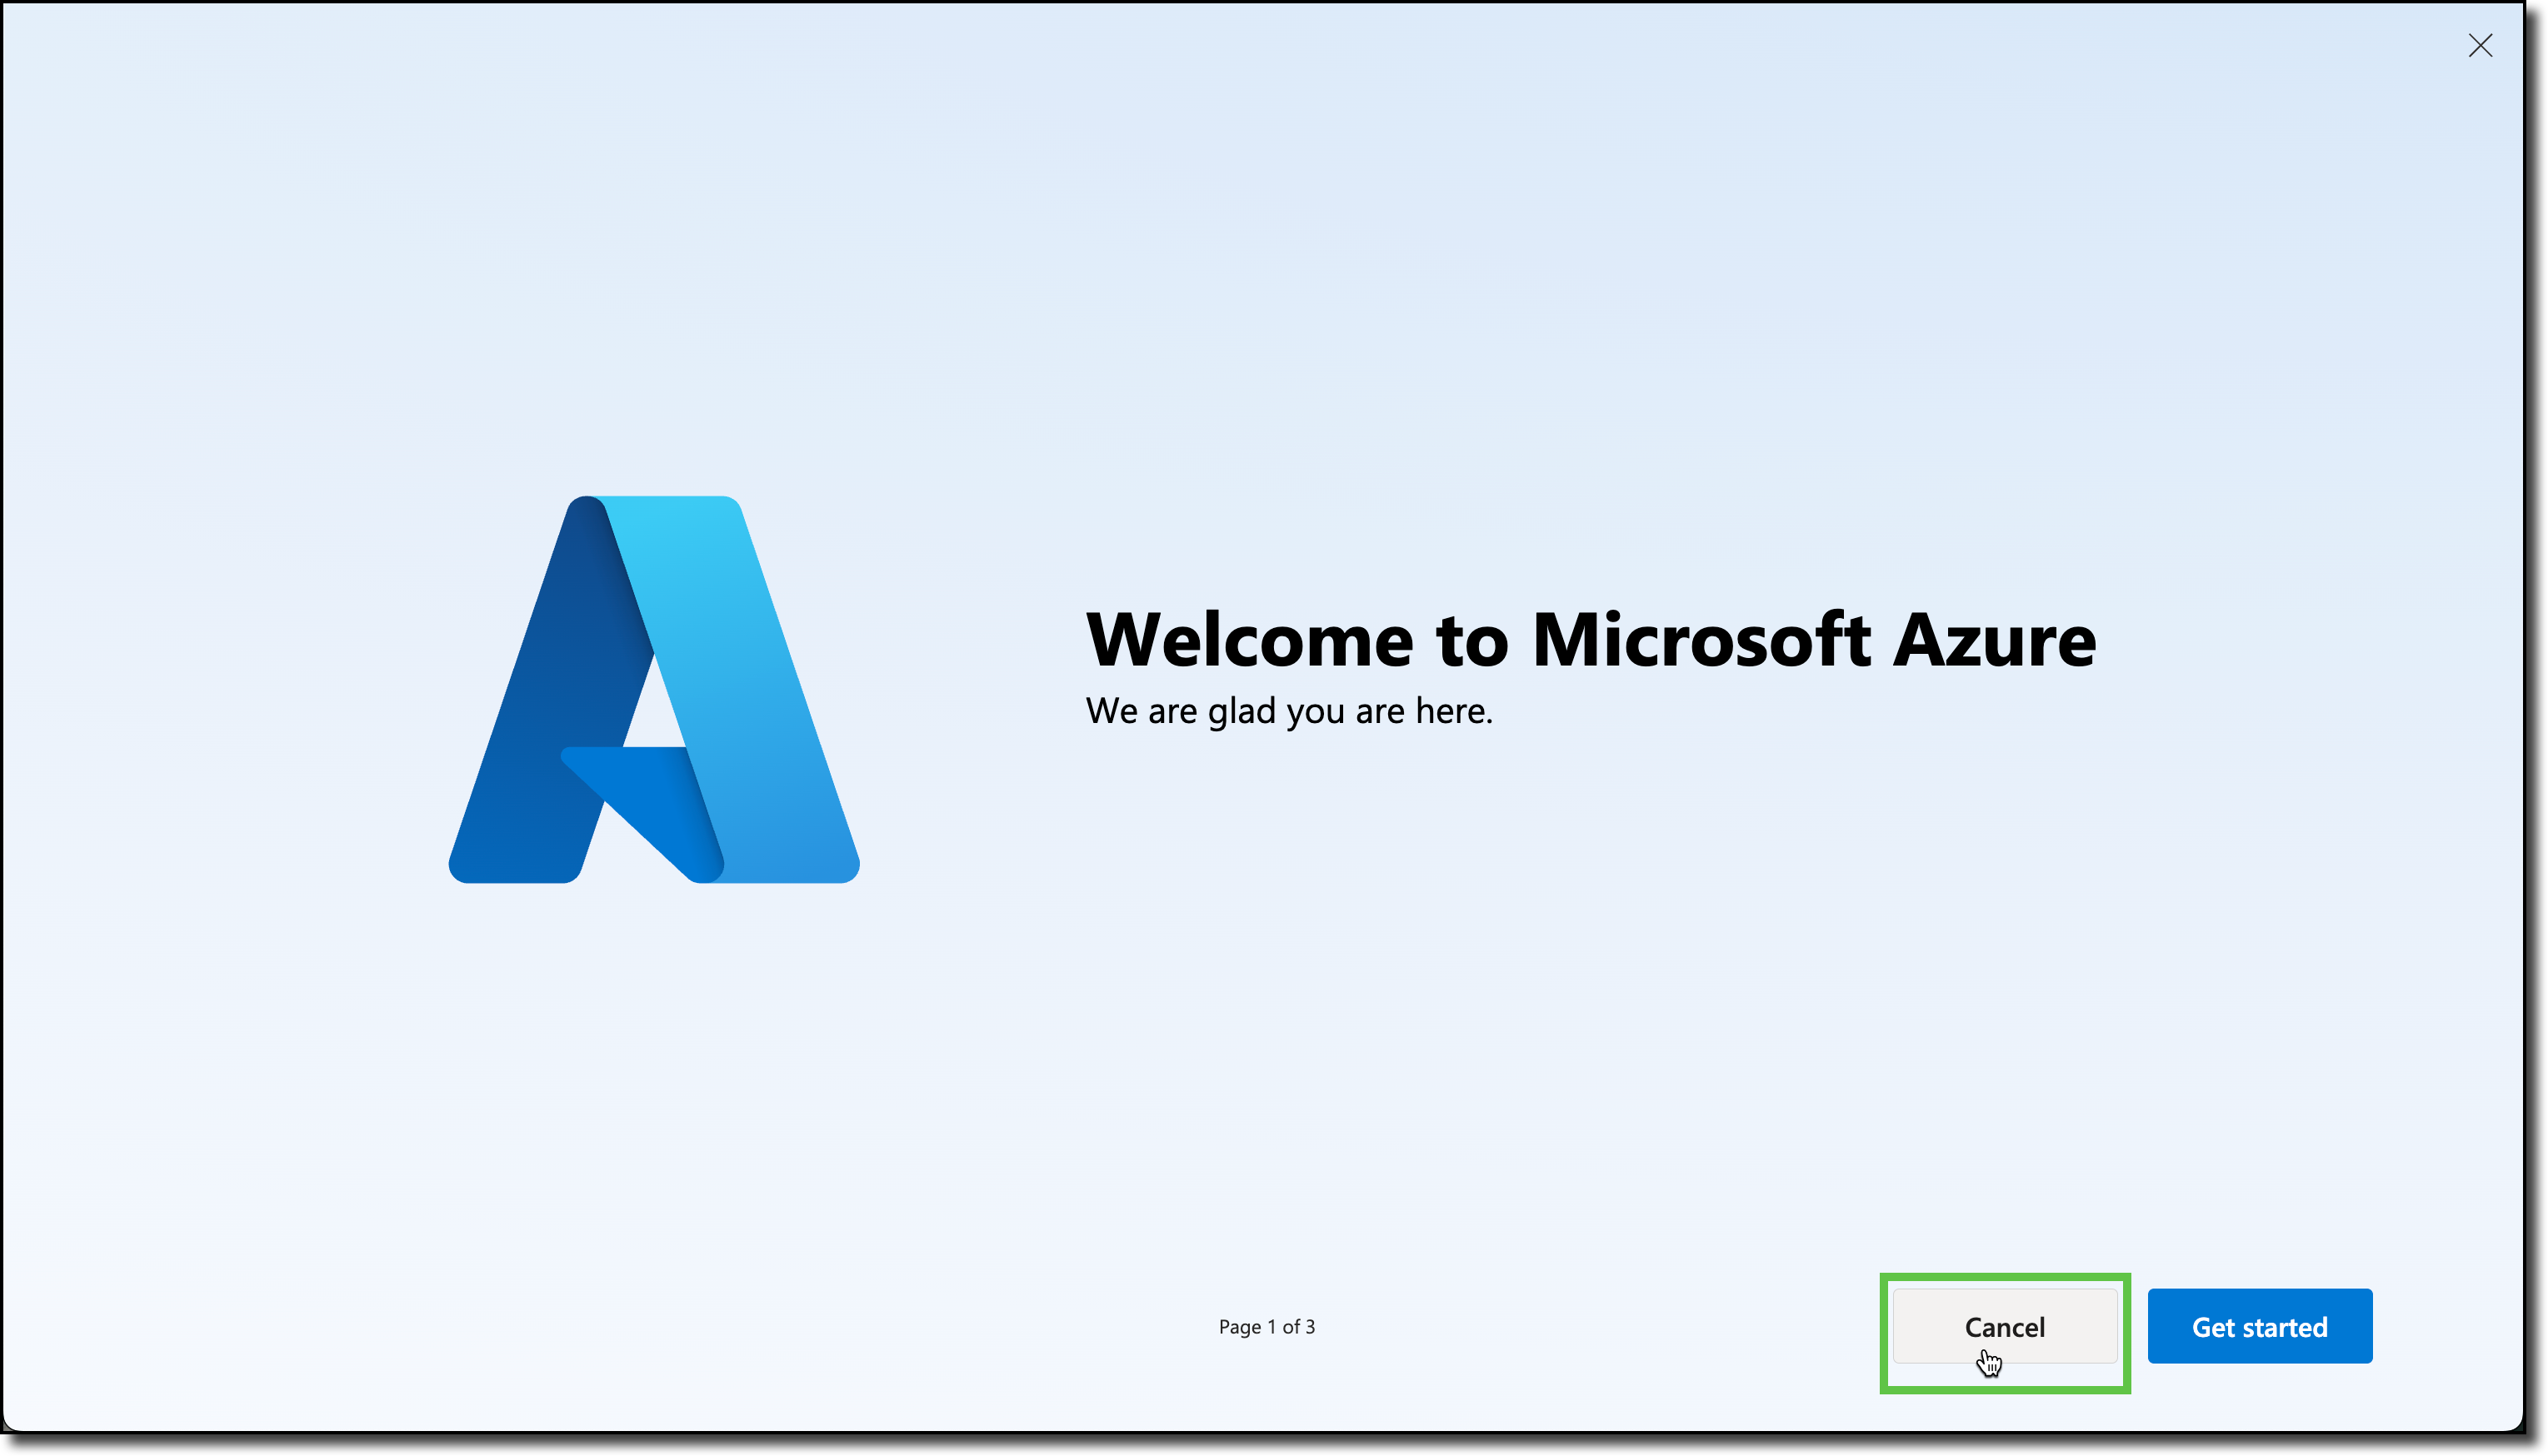 Welcome to Microsoft Azure
We are glad you are here.
Page 1 of 3
Cancel
Get started